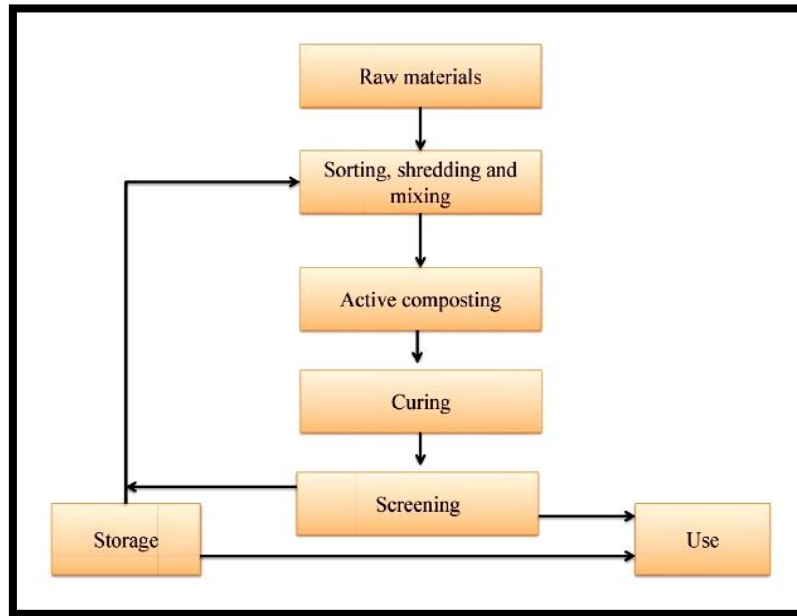 Raw materials
Sorting, shredding and
mixing
Active composting
Curing
Screening
Storage
Use